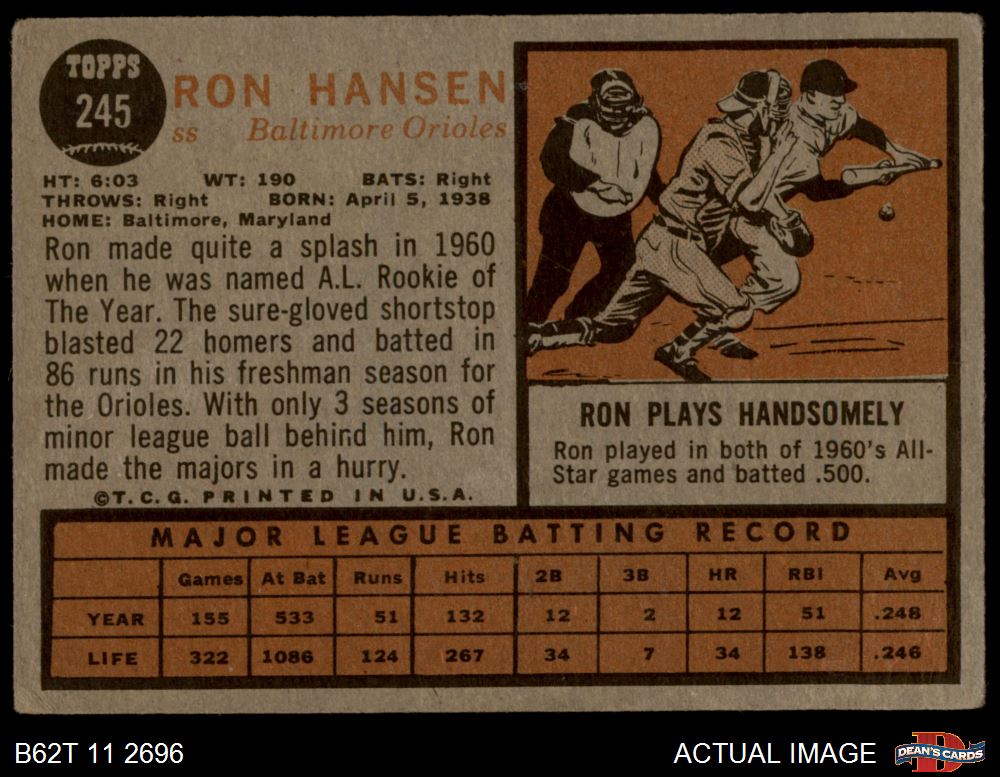 TOPPS
245
RON HANSEN
ss Baltimore Orioles
HT: 6:03 WT: 190 BATS: Right
THROWS: Right BORN: April 5, 1938
HOME: Baltimore, Maryland
Ron made quite a splash in 1960
when he was named A.L. Rookie of
The Year. The sure-gloved shortstop
blasted 22 homers and batted in
86 runs in his freshman season for
the Orioles. With only 3 seasons of
minor league ball behind him, Ron
made the majors in a hurry.
©T.C.G. PRINTED IN U.S.A.
RON PLAYS HANDSOMELY
Ron played in both of 1960's All-
Star games and batted .500.
MAJOR LEAGUE BATTING RECORD
Games At Bat Runs Hits 2B 3B HR RBI Avg
YEAR 155 533 51 132 12 2 12 51 .248
LIFE 322 1086 124 267 34 7 34 138 .246
B62T 11 2696
ACTUAL IMAGE
DEAN'S CARDS